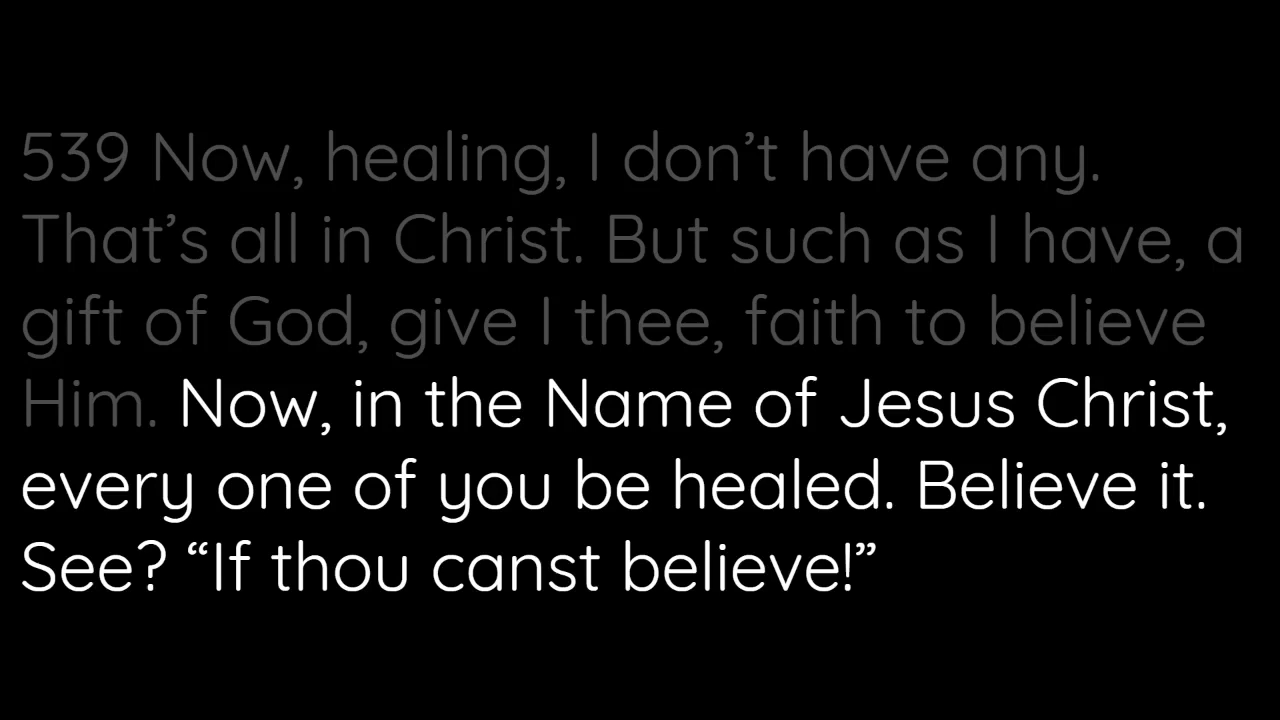 539 Now, healing, I don’t have any.
That’s all in Christ. But such as I have, a
gift of God, give I thee, faith to believe
Him. Now, in the Name of Jesus Christ,
every one of you be healed. Believe it.
See? “If thou canst believe!”